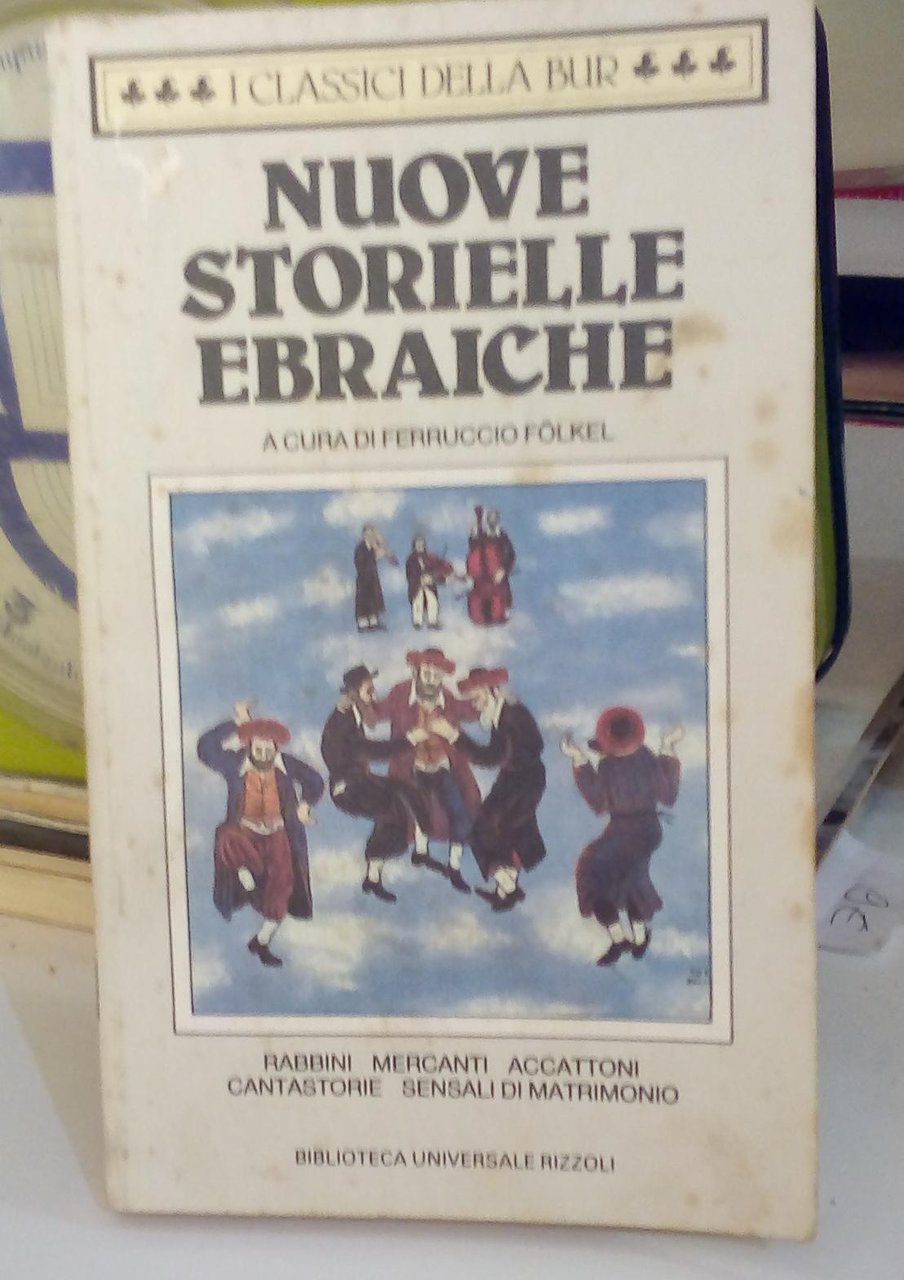 I CLASSICI DELLA BUR
NUOVE
STORIELLE
EBRAICHE
A CURA DI FERRUCCIO FÖLKEL
RABBINI MERCANTI ACCATTONI
CANTASTORIE SENSALI DI MATRIMONIO
BIBLIOTECA UNIVERSALE RIZZOLI